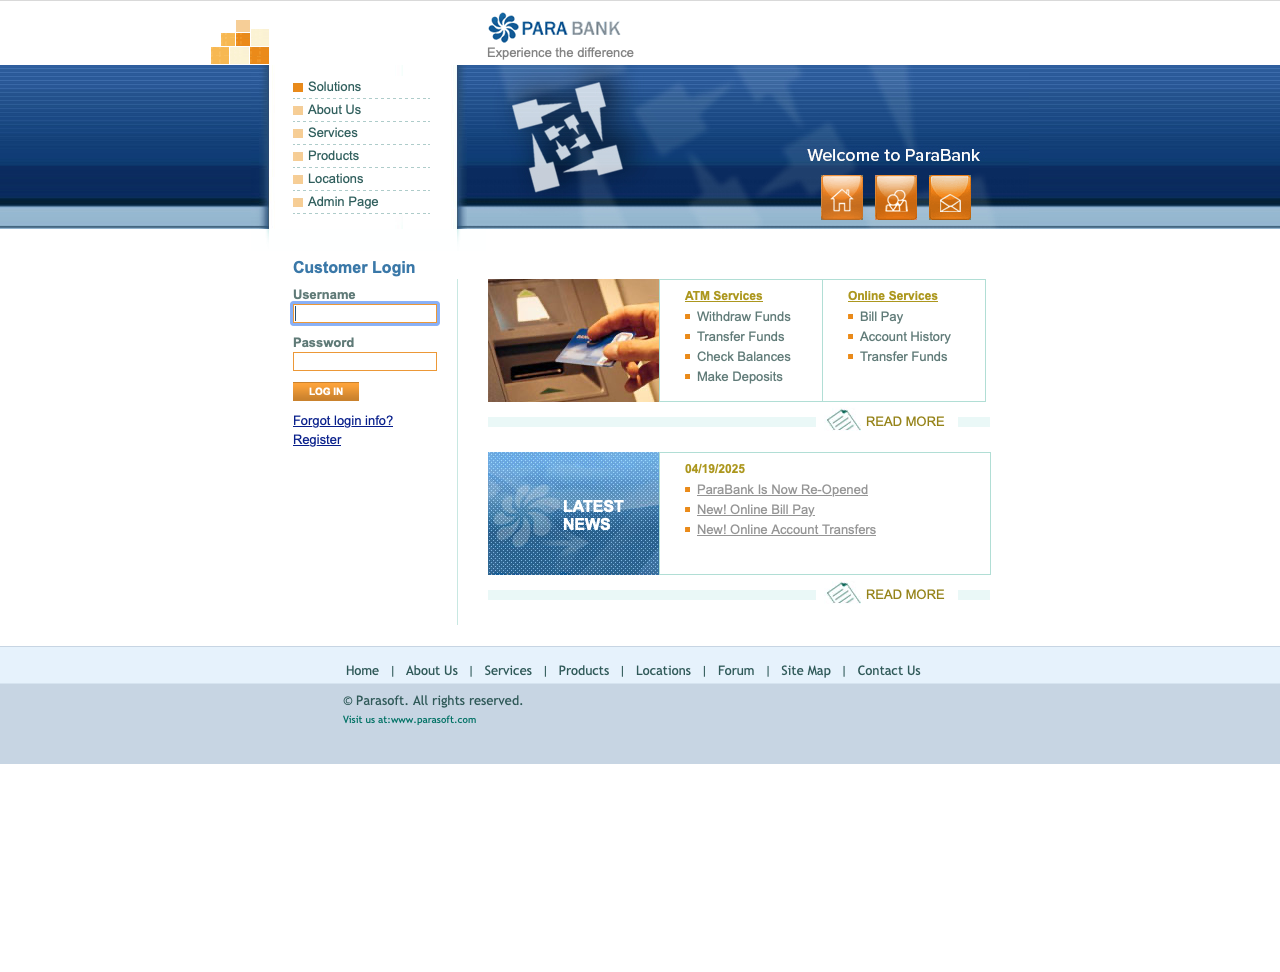 PARA BANK
Experience the difference
Solutions
About Us
Services
Products
Locations
Admin Page
Welcome to ParaBank
Customer Login
Username
Password
LOG IN
Forgot login info?
Register
ATM Services
Withdraw Funds
Transfer Funds
Check Balances
Make Deposits
Online Services
Bill Pay
Account History
Transfer Funds
READ MORE
LATEST
NEWS
04/19/2025
ParaBank Is Now Re-Opened
New! Online Bill Pay
New! Online Account Transfers
READ MORE
Home | About Us | Services | Products | Locations | Forum | Site Map | Contact Us
© Parasoft. All rights reserved.
Visit us at:www.parasoft.com